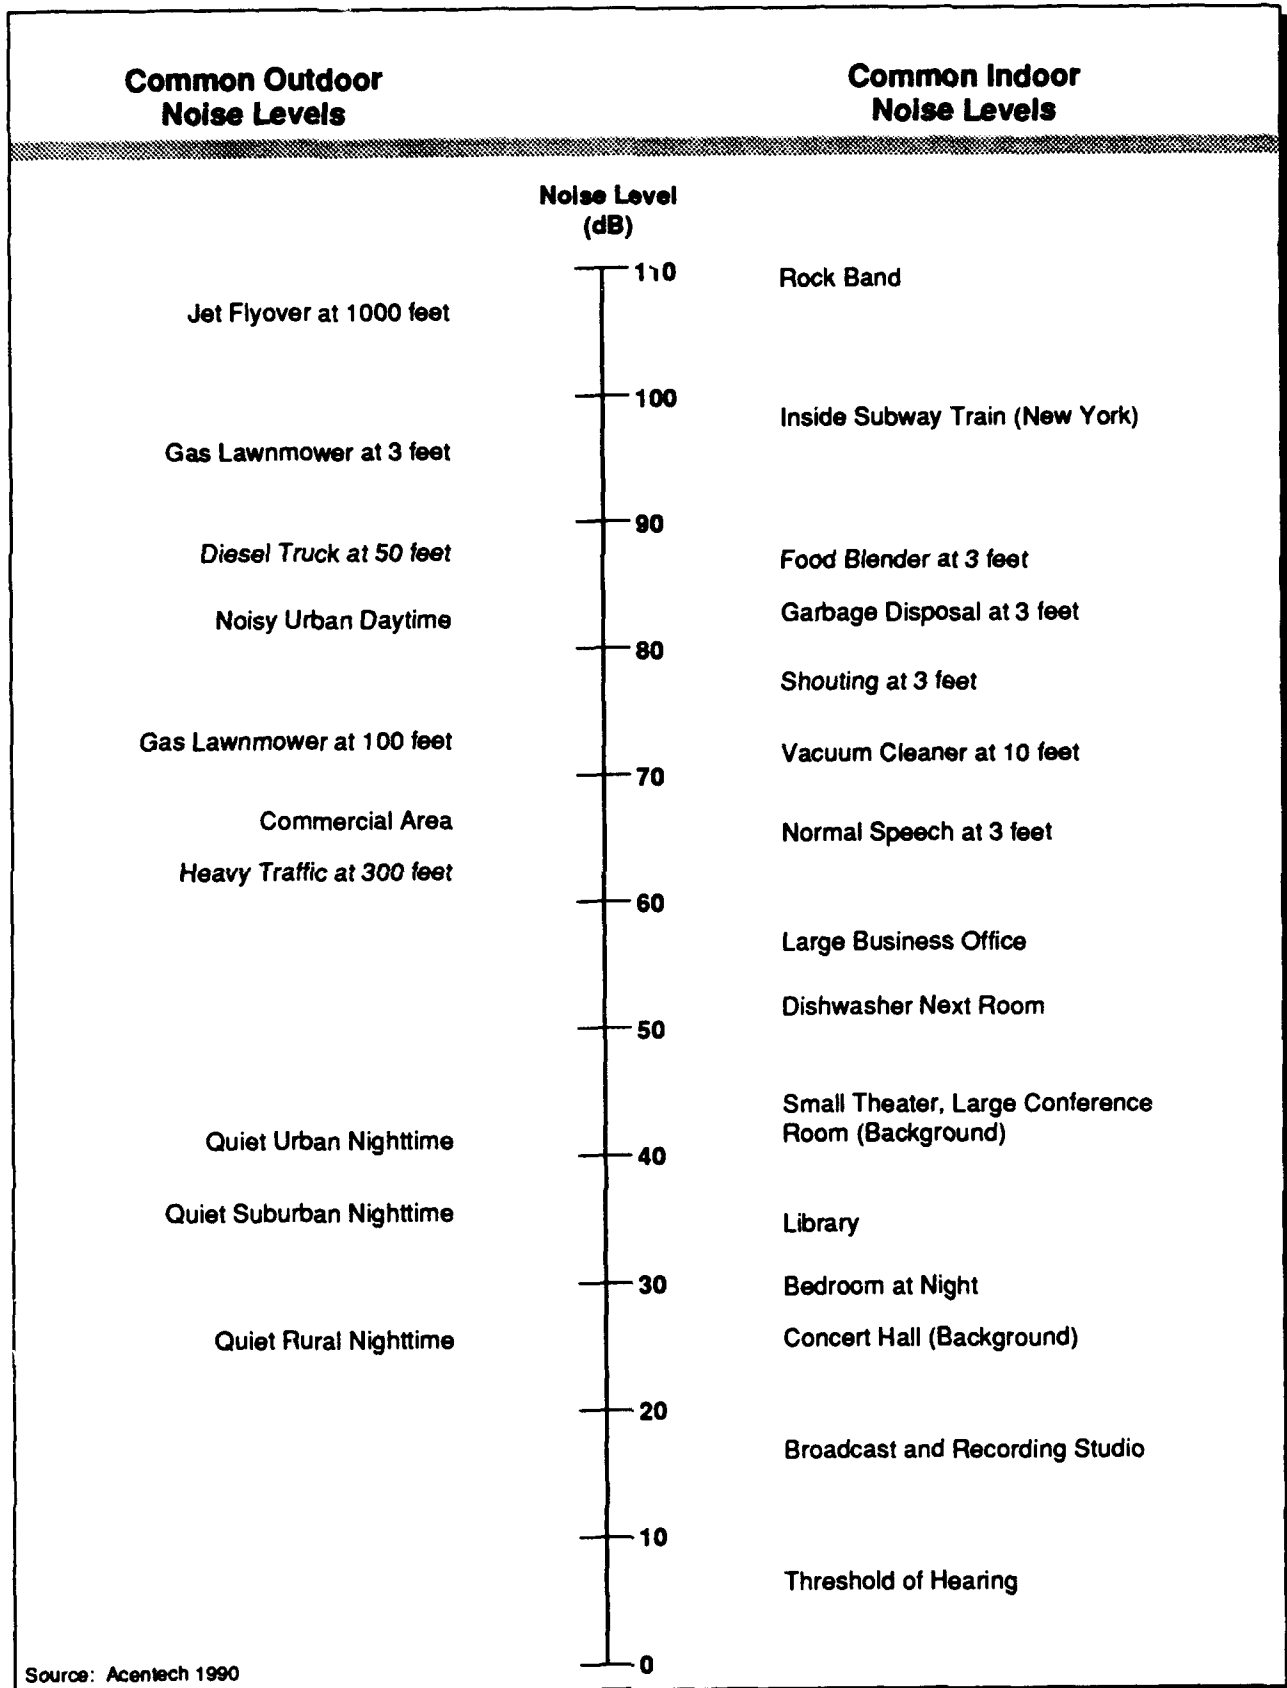 Common Outdoor
Noise Levels
Common Indoor
Noise Levels
Noise Level
(dB)
110
Rock Band
Jet Flyover at 1000 feet
100
Inside Subway Train (New York)
Gas Lawnmower at 3 feet
90
Diesel Truck at 50 feet
Food Blender at 3 feet
Garbage Disposal at 3 feet
Noisy Urban Daytime
80
Shouting at 3 feet
Gas Lawnmower at 100 feet
Vacuum Cleaner at 10 feet
70
Commercial Area
Normal Speech at 3 feet
Heavy Traffic at 300 feet
60
Large Business Office
Dishwasher Next Room
50
Small Theater, Large Conference
Room (Background)
Quiet Urban Nighttime
40
Quiet Suburban Nighttime
Library
30
Bedroom at Night
Quiet Rural Nighttime
Concert Hall (Background)
20
Broadcast and Recording Studio
10
Threshold of Hearing
0
Source: Acentech 1990